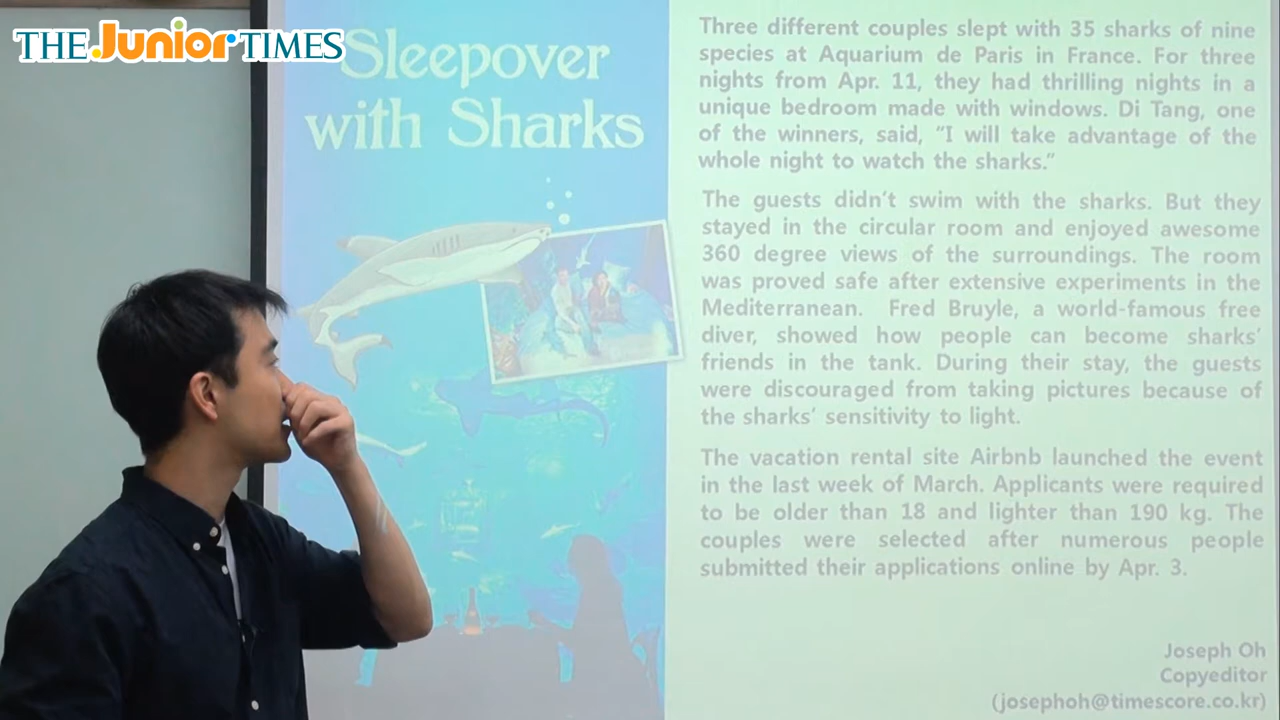 THE Junior TIMES
Sleepover
with Sharks
Three different couples slept with 35 sharks of nine
species at Aquarium de Paris in France. For three
nights from Apr. 11, they had thrilling nights in a
unique bedroom made with windows. Di Tang, one
of the winners, said, “I will take advantage of the
whole night to watch the sharks.”
The guests didn’t swim with the sharks. But they
stayed in the circular room and enjoyed awesome
360 degree views of the surroundings. The room
was proved safe after extensive experiments in the
Mediterranean. Fred Bruyle, a world-famous free
diver, showed how people can become sharks’
friends in the tank. During their stay, the guests
were discouraged from taking pictures because of
the sharks’ sensitivity to light.
The vacation rental site Airbnb launched the event
in the last week of March. Applicants were required
to be older than 18 and lighter than 190 kg. The
couples were selected after numerous people
submitted their applications online by Apr. 3.
Joseph Oh
Copyeditor
(josephoh@timescore.co.kr)